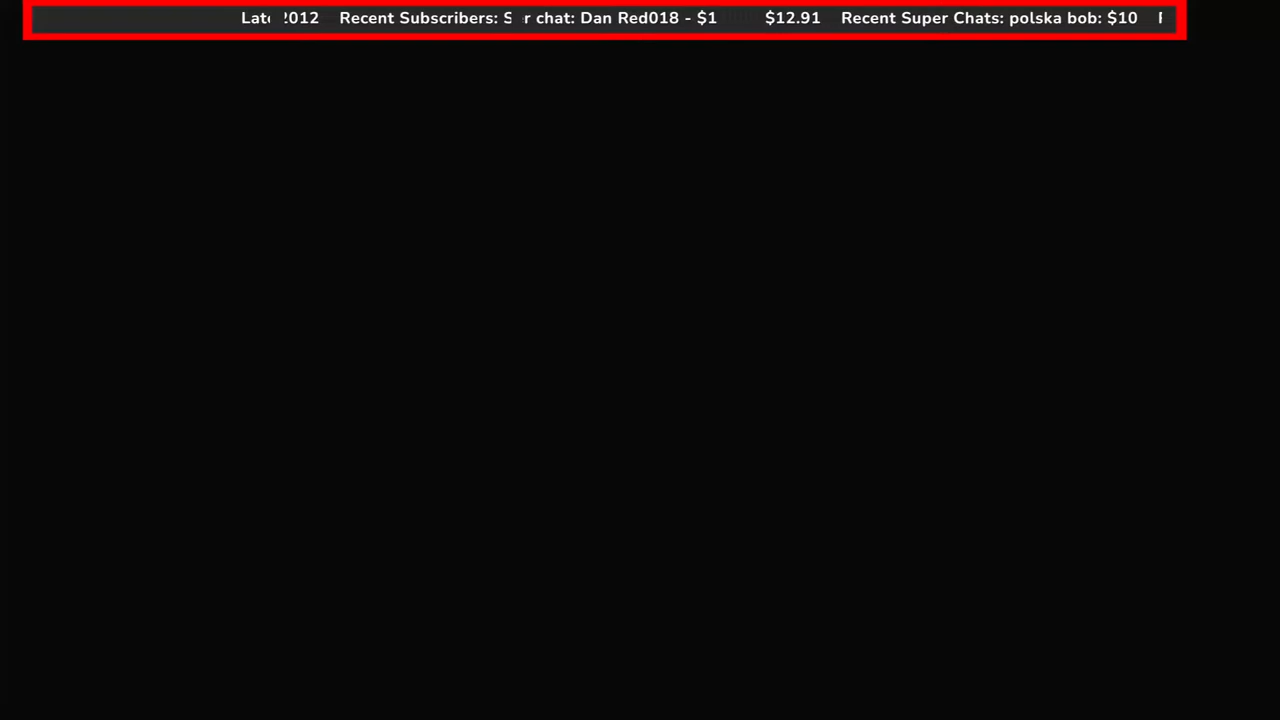 2012 Recent Subscribers: r chat: Dan Red018 - $1 $12.91 Recent Super Chats: polska bob: $10